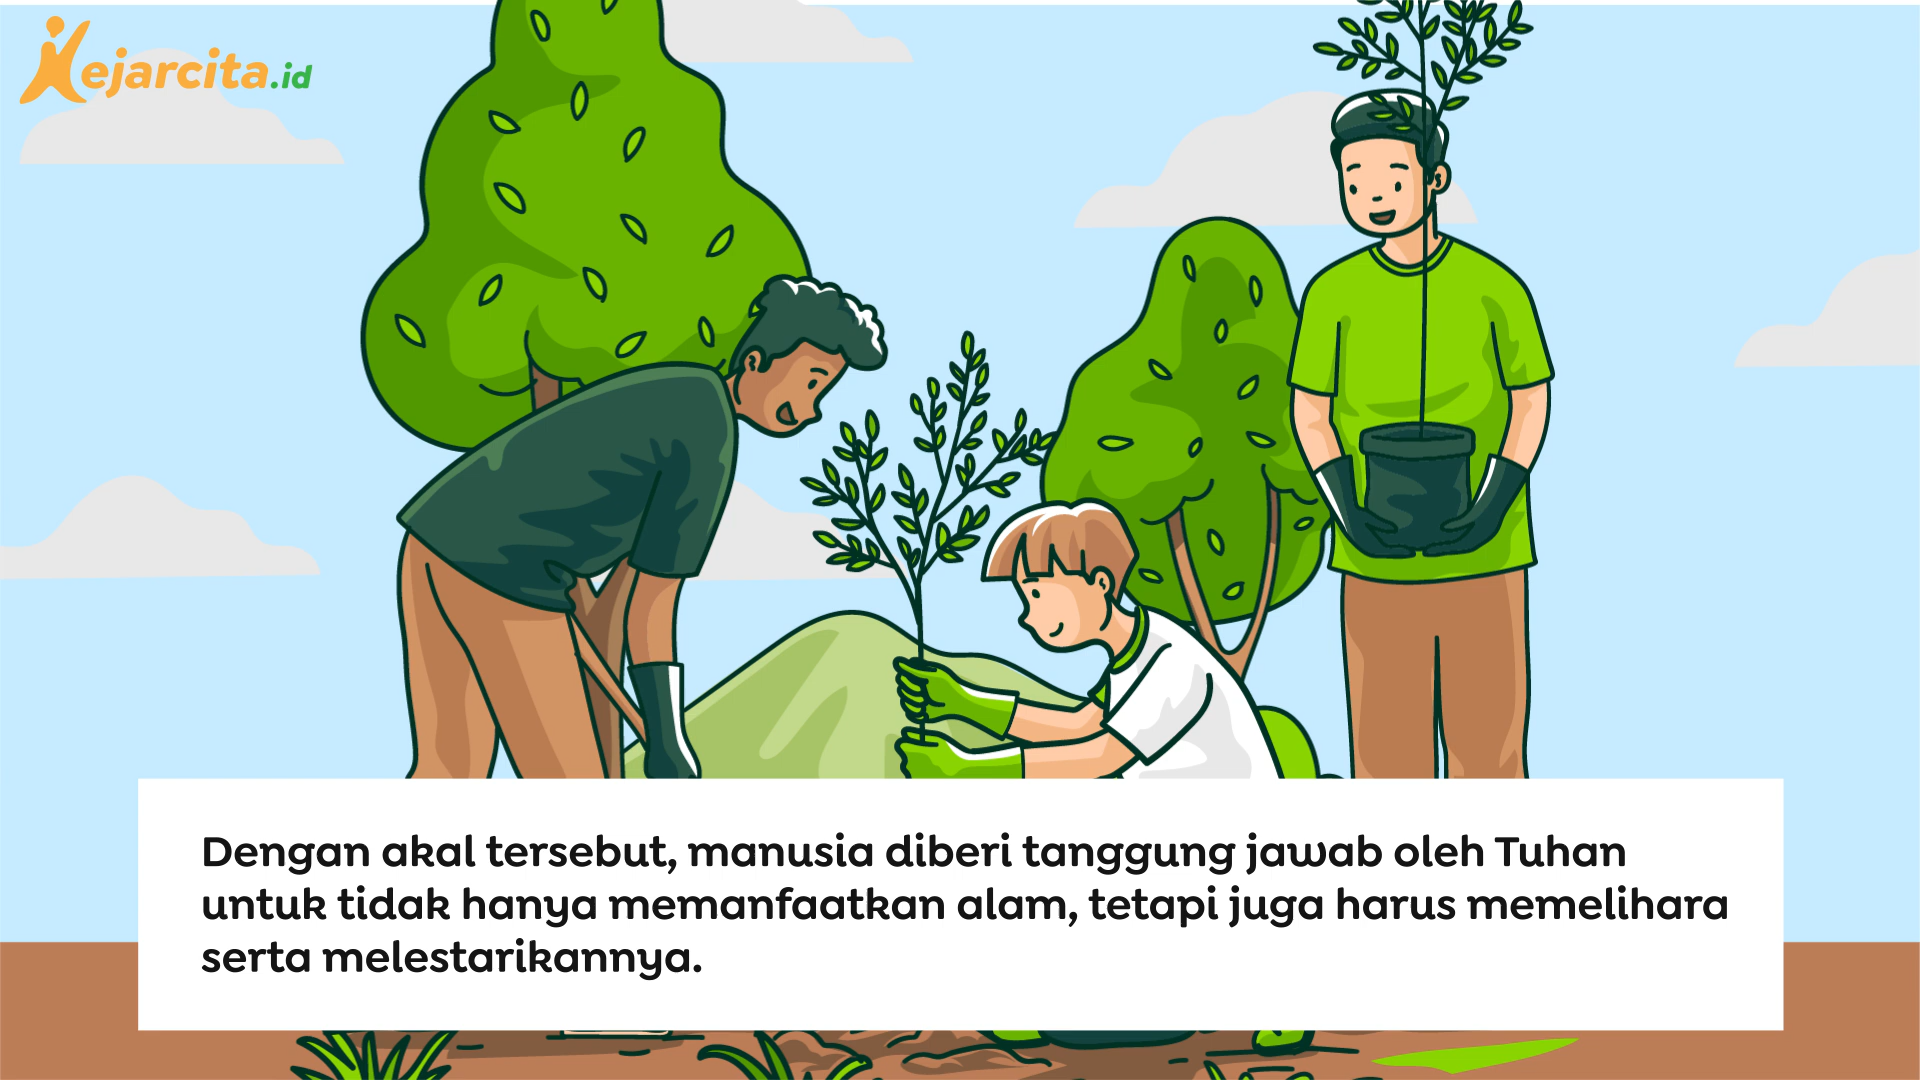 Kejarcita.id
Dengan akal tersebut, manusia diberi tanggung jawab oleh Tuhan
untuk tidak hanya memanfaatkan alam, tetapi juga harus memelihara
serta melestarikannya.